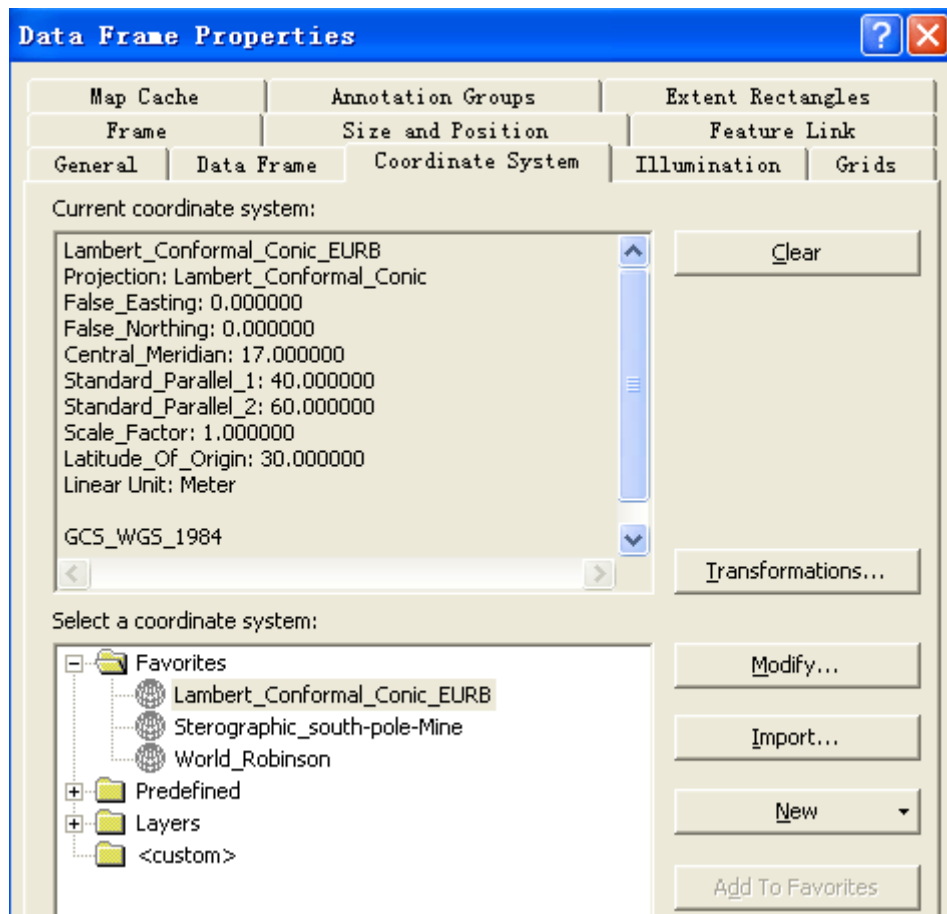 Data Frame Properties
Map Cache
Annotation Groups
Extent Rectangles
Frame
Size and Position
Feature Link
General
Data Frame
Coordinate System
Illumination
Grids
Current coordinate system:
Lambert_Conformal_Conic_EURB
Projection: Lambert_Conformal_Conic
False_Easting: 0.000000
False_Northing: 0.000000
Central_Meridian: 17.000000
Standard_Parallel_1: 40.000000
Standard_Parallel_2: 60.000000
Scale_Factor: 1.000000
Latitude_Of_Origin: 30.000000
Linear Unit: Meter
GCS_WGS_1984
Clear
Transformations...
Select a coordinate system:
Favorites
Lambert_Conformal_Conic_EURB
Sterographic_south-pole-Mine
World_Robinson
Predefined
Layers
<custom>
Modify...
Import...
New
Add To Favorites